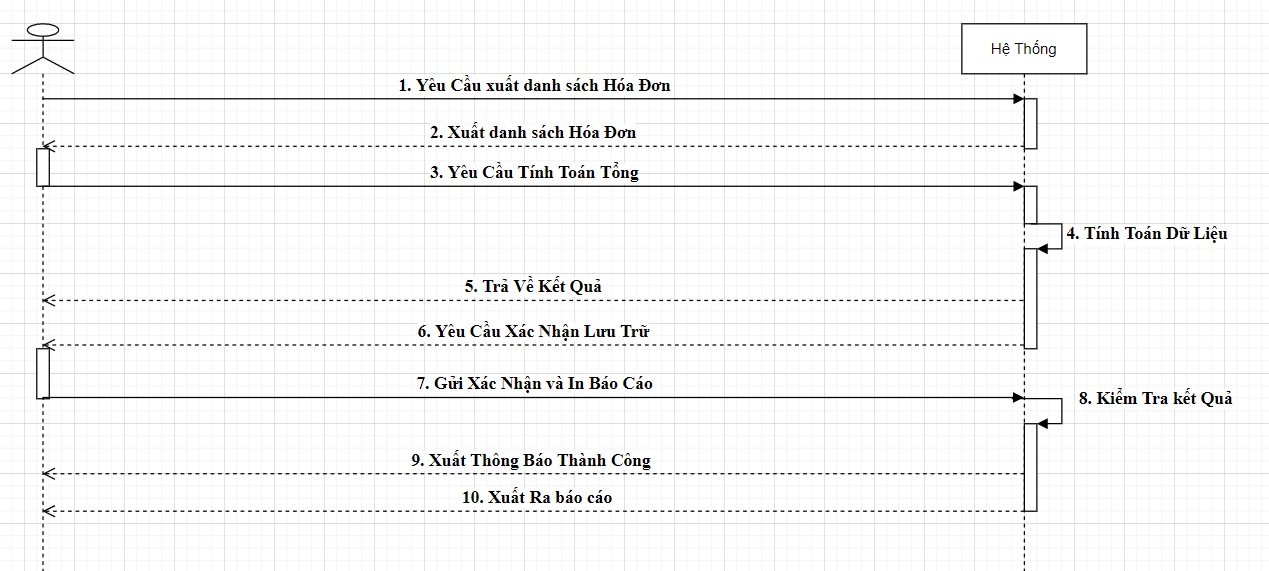 Hệ Thống
1. Yêu Cầu xuất danh sách Hóa Đơn
2. Xuất danh sách Hóa Đơn
3. Yêu Cầu Tính Toán Tổng
4. Tính Toán Dữ Liệu
5. Trả Về Kết Quả
6. Yêu Cầu Xác Nhận Lưu Trữ
7. Gửi Xác Nhận và In Báo Cáo
8. Kiểm Tra kết Quả
9. Xuất Thông Báo Thành Công
10. Xuất Ra báo cáo